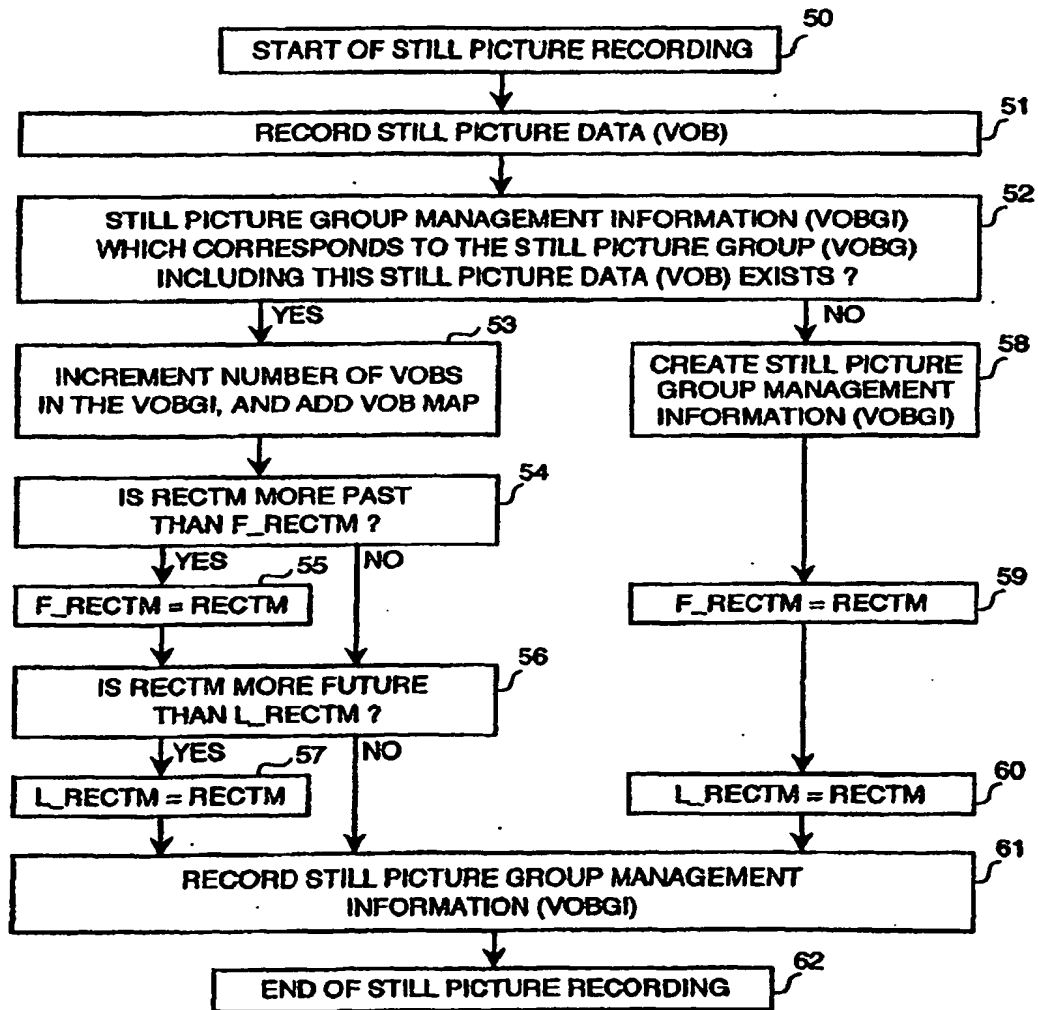 50
START OF STILL PICTURE RECORDING
51
RECORD STILL PICTURE DATA (VOB)
52
STILL PICTURE GROUP MANAGEMENT INFORMATION (VOBGI)
WHICH CORRESPONDS TO THE STILL PICTURE GROUP (VOBG)
INCLUDING THIS STILL PICTURE DATA (VOB) EXISTS ?
YES
NO
53
INCREMENT NUMBER OF VOBS
IN THE VOBGI, AND ADD VOB MAP
58
CREATE STILL PICTURE
GROUP MANAGEMENT
INFORMATION (VOBGI)
54
IS RECTM MORE PAST
THAN F_RECTM ?
YES
NO
55
F_RECTM = RECTM
59
F_RECTM = RECTM
56
IS RECTM MORE FUTURE
THAN L_RECTM ?
YES
NO
57
L_RECTM = RECTM
60
L_RECTM = RECTM
61
RECORD STILL PICTURE GROUP MANAGEMENT
INFORMATION (VOBGI)
62
END OF STILL PICTURE RECORDING